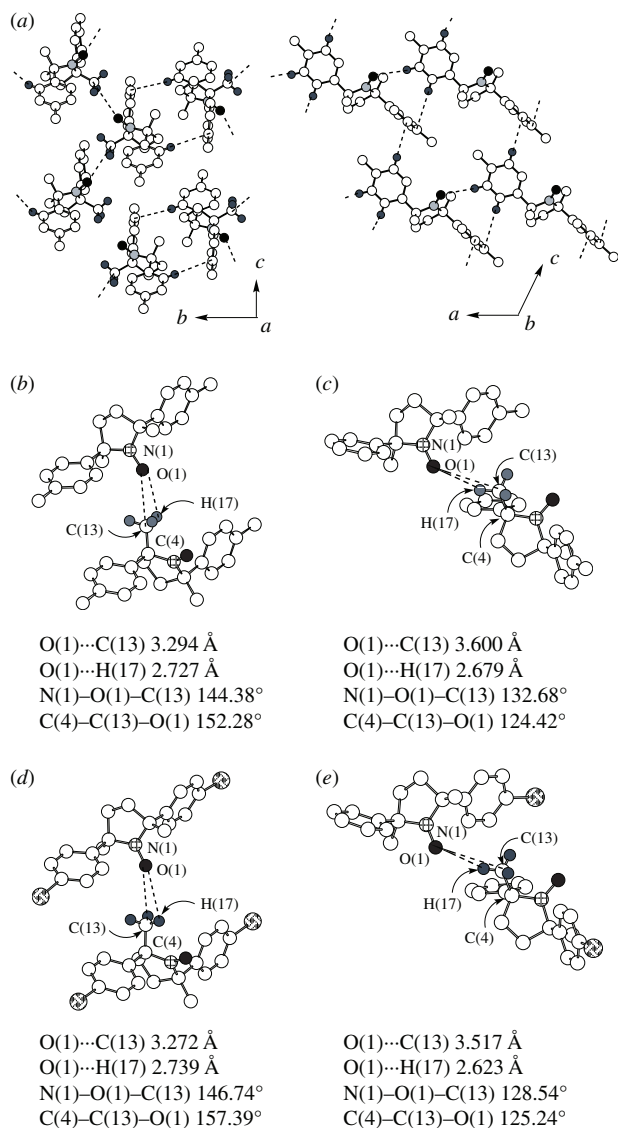 (a)
c
b
a
c
a
b
(b)
N(1)
O(1)
H(17)
C(13)
C(4)
O(1)···C(13) 3.294 Å
O(1)···H(17) 2.727 Å
N(1)–O(1)–C(13) 144.38°
C(4)–C(13)–O(1) 152.28°
(c)
N(1)
O(1)
C(13)
H(17)
C(4)
O(1)···C(13) 3.600 Å
O(1)···H(17) 2.679 Å
N(1)–O(1)–C(13) 132.68°
C(4)–C(13)–O(1) 124.42°
(d)
N(1)
O(1)
H(17)
C(13)
C(4)
O(1)···C(13) 3.272 Å
O(1)···H(17) 2.739 Å
N(1)–O(1)–C(13) 146.74°
C(4)–C(13)–O(1) 157.39°
(e)
N(1)
C(13)
O(1)
H(17)
C(4)
O(1)···C(13) 3.517 Å
O(1)···H(17) 2.623 Å
N(1)–O(1)–C(13) 128.54°
C(4)–C(13)–O(1) 125.24°